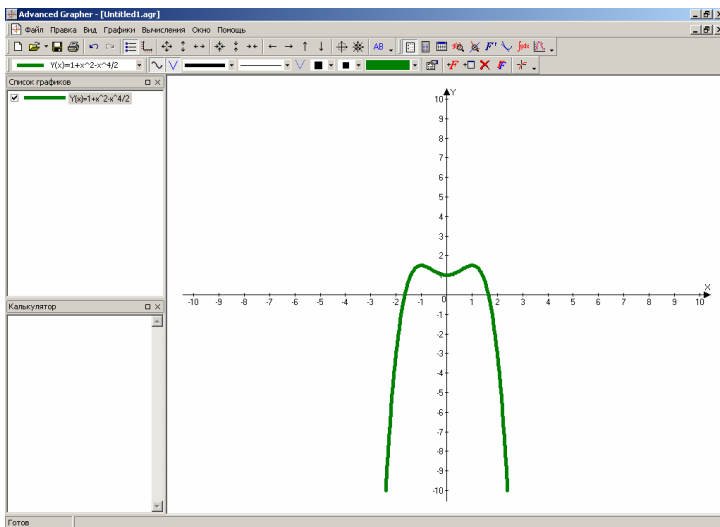 Advanced Grapher - [Untitled1.agr]
Файл Правка Вид Графики Вычисления Окно Помощь
AB F' ∫ydx
Y(x)=1+x^2-x^4/2 F F
Список графиков
Y(x)=1+x^2-x^4/2
Калькулятор
Y
10
9
8
7
6
5
4
3
2
1
X
-10 -9 -8 -7 -6 -5 -4 -3 -2 -1 0 1 2 3 4 5 6 7 8 9 10
-1
-2
-3
-4
-5
-6
-7
-8
-9
-10
Готов